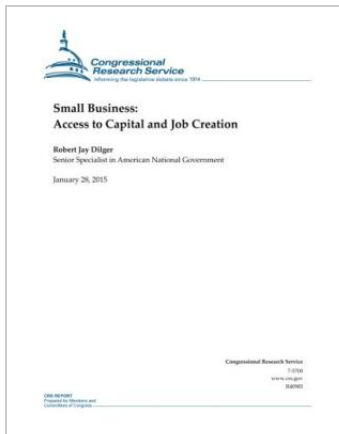 Congressional
Research Service
Informing the legislative debate since 1914
Small Business:
Access to Capital and Job Creation
Robert Jay Dilger
Senior Specialist in American National Government
January 28, 2015
Congressional Research Service
7-5700
www.crs.gov
R40985
CRS REPORT
Prepared for Members and
Committees of Congress